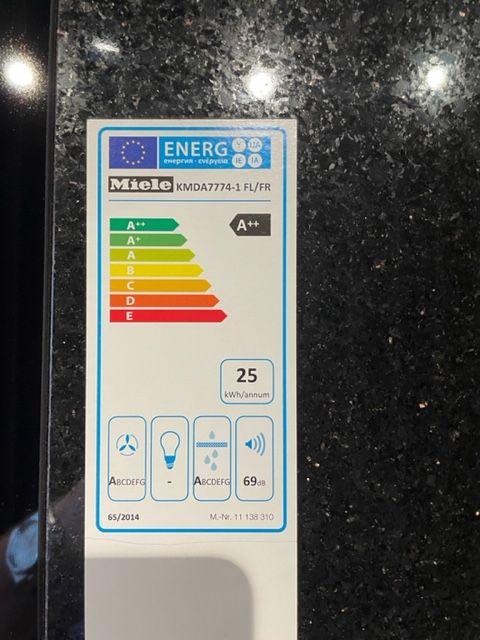 ENERG Y UA
енергия · ενέργεια IE IA
Miele KMDA7774-1 FL/FR
A++ A++
A+
A
B
C
D
E
25
kWh/annum
ABCDEFG - ABCDEFG 69dB
65/2014 M.-Nr. 11 138 310